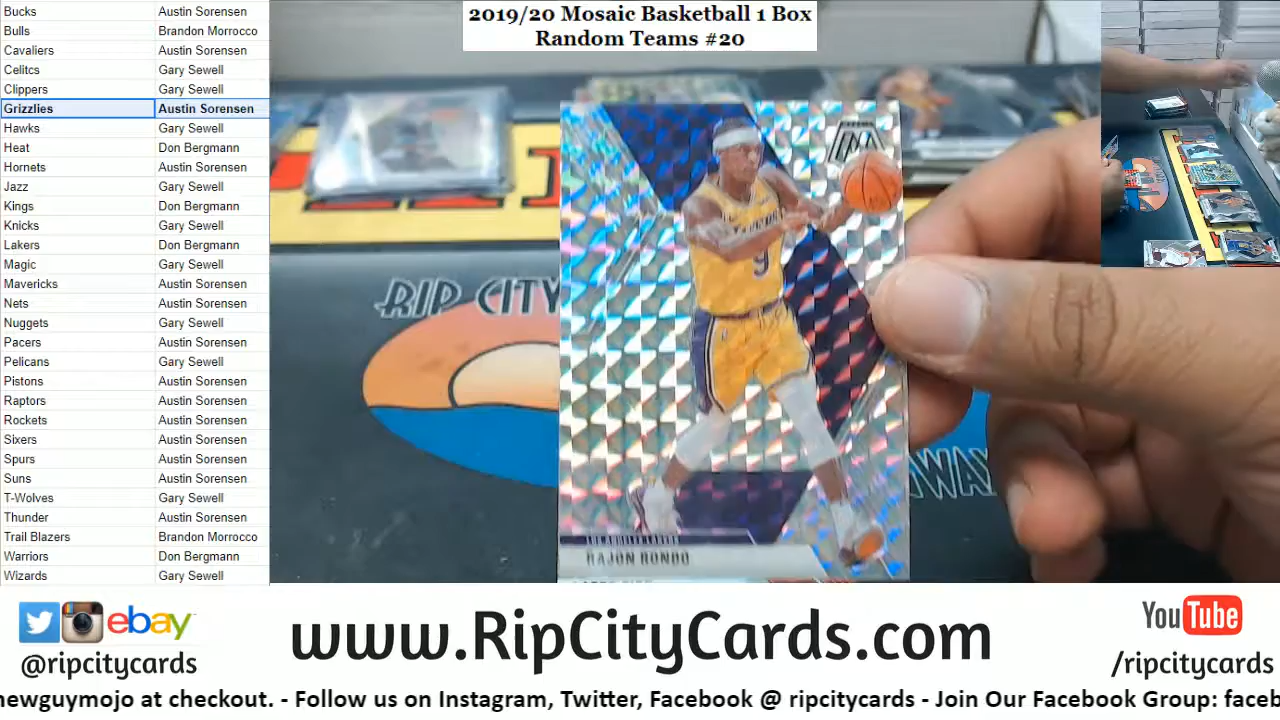 2019/20 Mosaic Basketball 1 Box
Random Teams #20
Bucks Austin Sorensen
Bulls Brandon Morrocco
Cavaliers Austin Sorensen
Celitcs Gary Sewell
Clippers Gary Sewell
Grizzlies Austin Sorensen
Hawks Gary Sewell
Heat Don Bergmann
Hornets Austin Sorensen
Jazz Gary Sewell
Kings Don Bergmann
Knicks Gary Sewell
Lakers Don Bergmann
Magic Gary Sewell
Mavericks Austin Sorensen
Nets Austin Sorensen
Nuggets Gary Sewell
Pacers Austin Sorensen
Pelicans Gary Sewell
Pistons Austin Sorensen
Raptors Austin Sorensen
Rockets Austin Sorensen
Sixers Austin Sorensen
Spurs Austin Sorensen
Suns Austin Sorensen
T-Wolves Gary Sewell
Thunder Austin Sorensen
Trail Blazers Brandon Morrocco
Warriors Don Bergmann
Wizards Gary Sewell
RIP CITY
9
LOS ANGELES LAKERS
RAJON RONDO
ebay
@ripcitycards
www.RipCityCards.com
YouTube
/ripcitycards
newguymojo at checkout. - Follow us on Instagram, Twitter, Facebook @ ripcitycards - Join Our Facebook Group: faceb